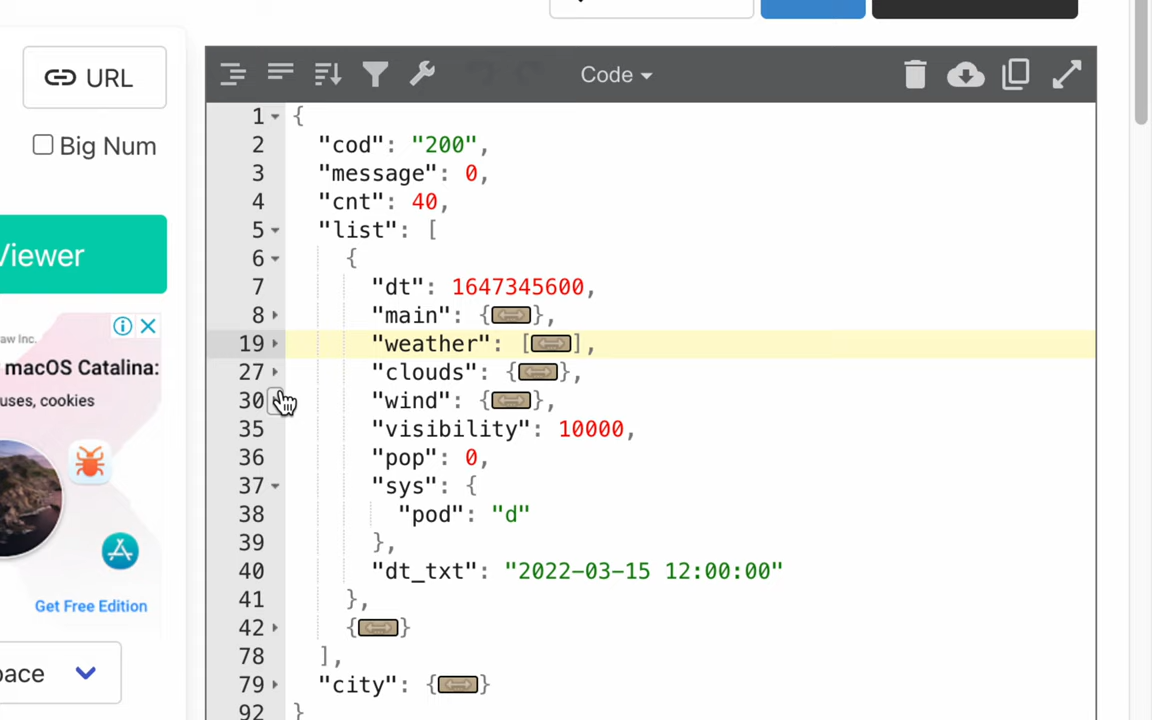 URL
Code
Big Num
Viewer
aw Inc.
macOS Catalina:
uses, cookies
Get Free Edition
pace
1 {
2 "cod": "200",
3 "message": 0,
4 "cnt": 40,
5 "list": [
6 {
7 "dt": 1647345600,
8 "main": {},
19 "weather": [],
27 "clouds": {},
30 "wind": {},
35 "visibility": 10000,
36 "pop": 0,
37 "sys": {
38 "pod": "d"
39 },
40 "dt_txt": "2022-03-15 12:00:00"
41 },
42 {}
78 ],
79 "city": {}
92 }